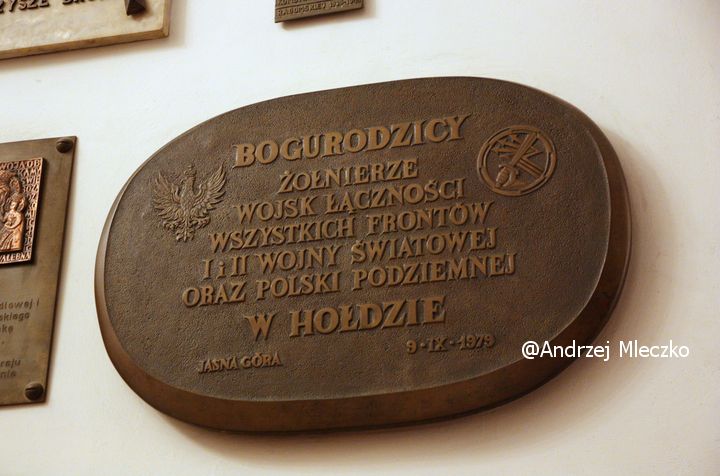 YSZE
BOGURODZICY
ŻOŁNIERZE
WOJSK ŁĄCZNOŚCI
WSZYSTKICH FRONTÓW
I i II WOJNY ŚWIATOWEJ
ORAZ POLSKI PODZIEMNEJ
W HOŁDZIE
JASNA GÓRA 9·IX·1979
@Andrzej Mleczko